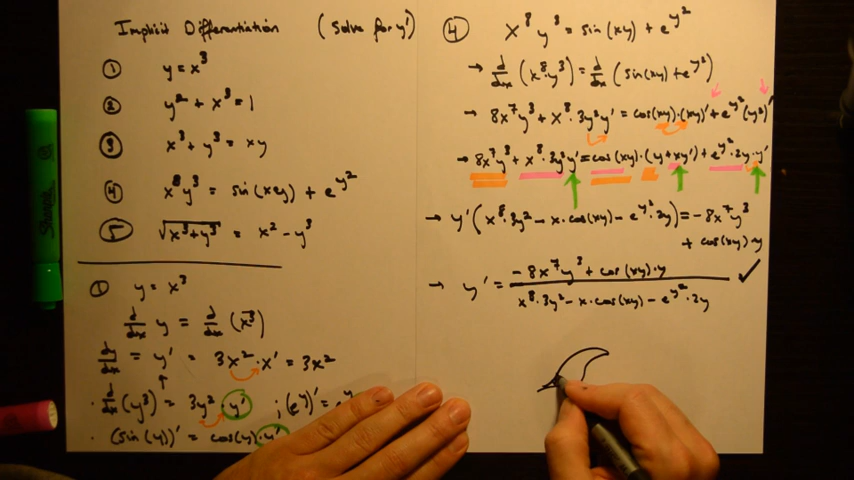 Implicit Differentiation (Solve for y')
① y = x³
② y² + x³ = 1
③ x³ + y³ = xy
④ x⁸y³ = sin(xy) + e^y²
⑤ √(x³+y³) = x² - y³
① y = x³
d/dx y = d/dx (x³)
dy/dx = y' = 3x² · x' = 3x²
· d/dx (y³) = 3y² · y' ; (e^y)' = e^y
· (sin(y))' = cos(y) · y'
④ x⁸y³ = sin(xy) + e^y²
→ d/dx (x⁸·y³) = d/dx (sin(xy) + e^y²)
→ 8x⁷y³ + x⁸·3y²y' = cos(xy)·(xy)' + e^y²(y²)'
→ 8x⁷y³ + x⁸·3y²y' = cos(xy)·(y + xy') + e^y²·2y·y'
→ y'(x⁸·3y² - x·cos(xy) - e^y²·2y) = -8x⁷y³
+ cos(xy)·y
→ y' = (-8x⁷y³ + cos(xy)·y) / (x⁸·3y² - x·cos(xy) - e^y²·2y) ✓
Sharpie